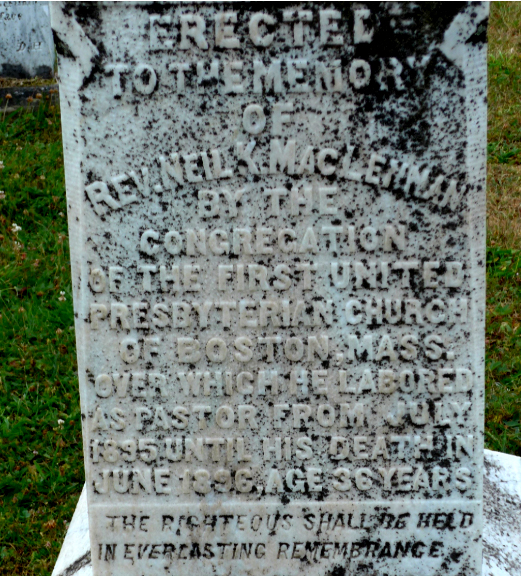 ERECTED
TO THE MEMORY
OF
REV. NEIL K. MACLENNAN
BY THE
CONGREGATION
OF THE FIRST UNITED
PRESBYTERIAN CHURCH
OF BOSTON, MASS.
OVER WHICH HE LABORED
AS PASTOR FROM JULY
1895 UNTIL HIS DEATH IN
JUNE 1896, AGE 36 YEARS
THE RIGHTEOUS SHALL BE HELD
IN EVERLASTING REMEMBRANCE.